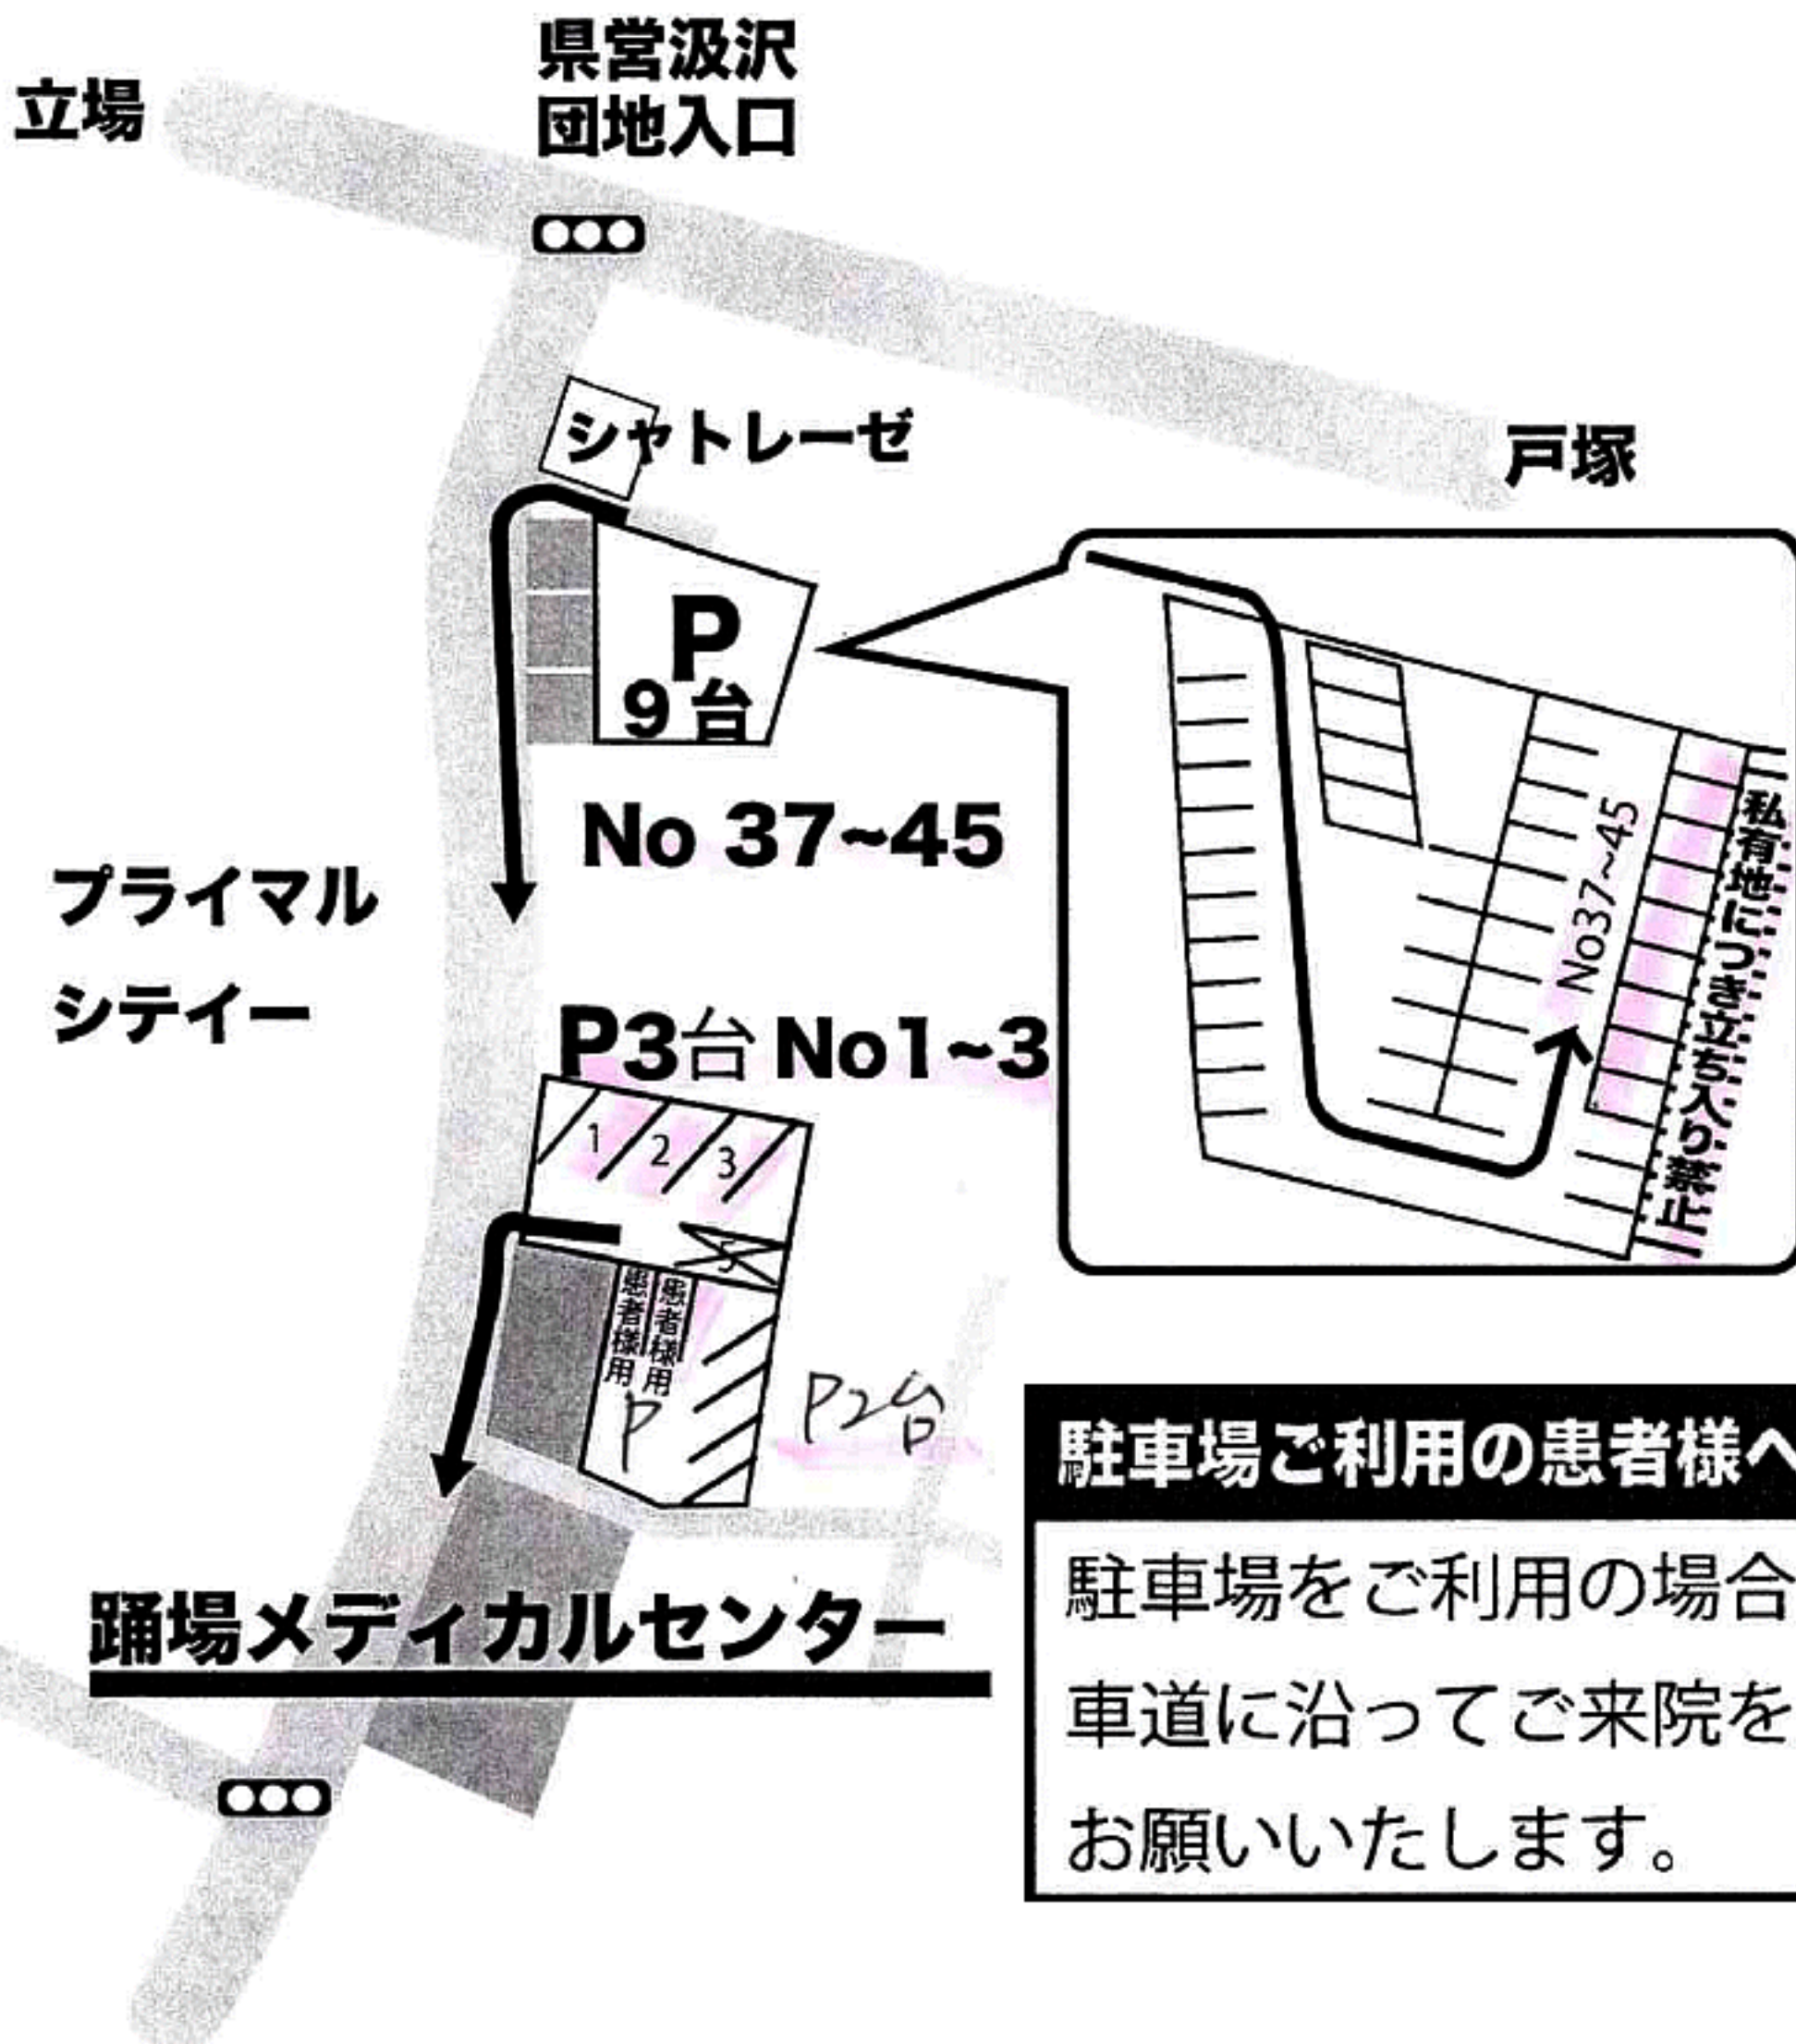 県営汲沢
団地入口
立場
シャトレーゼ
戸塚
P
9台
No 37~45
No37~45
私有地につき立ち入り禁止
プライマル
シテイー
P3台 No1~3
1
2
3
5
患者様用
患者様用
P
P2台
駐車場ご利用の患者様へ
駐車場をご利用の場合
車道に沿ってご来院を
お願いいたします。
踊場メディカルセンター